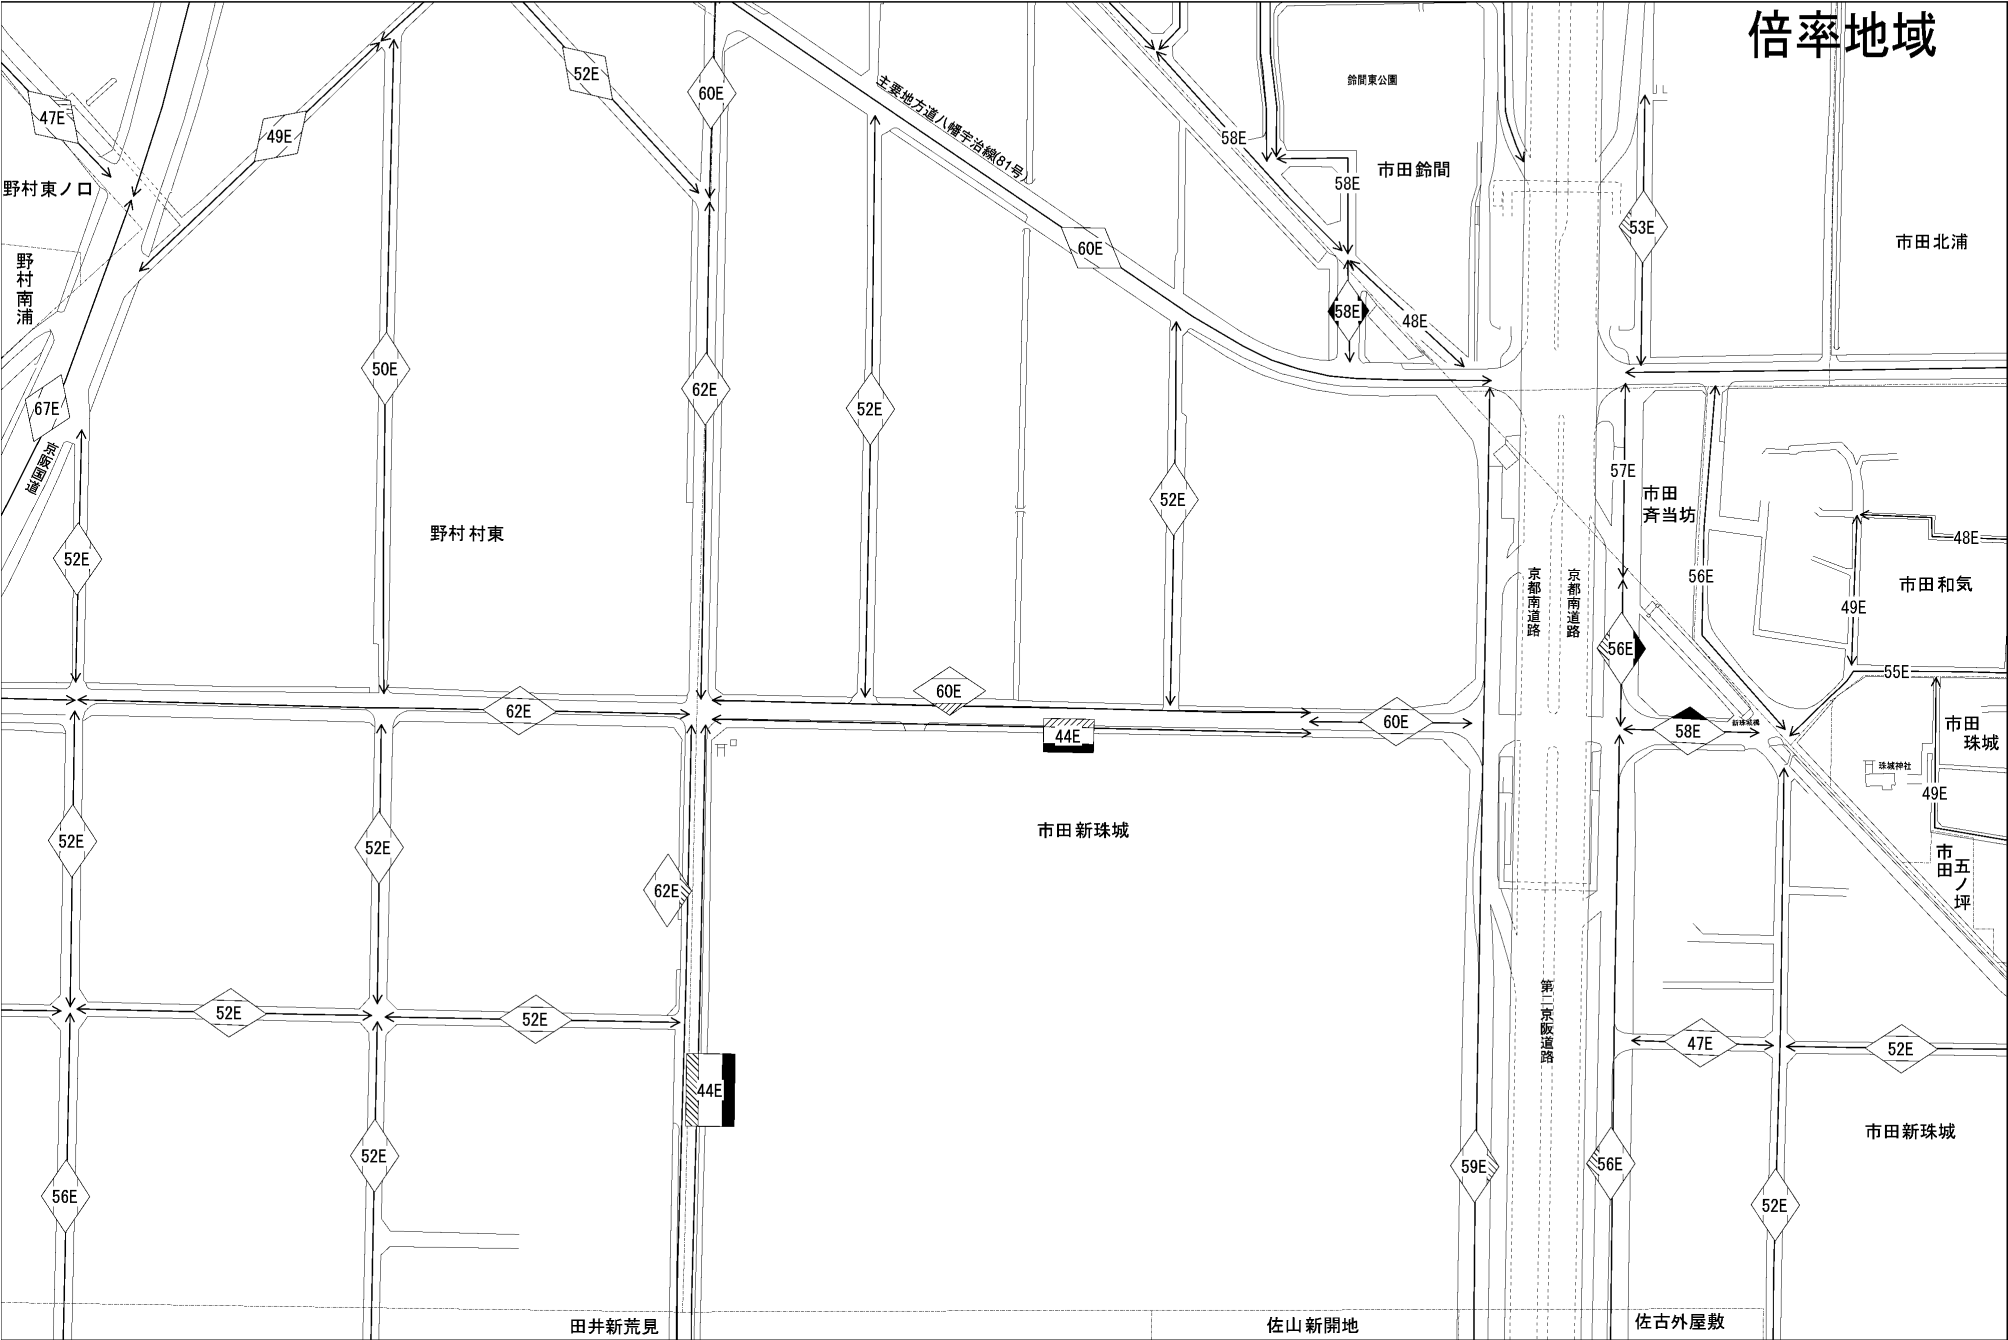 倍率地域
52E
60E
鈴間東公園
主要地方道八幡宇治線(81号)
47E
49E
58E
市田鈴間
58E
野村東ノ口
53E
市田北浦
60E
野村南浦
58E
48E
50E
62E
52E
67E
京阪国道
57E
市田
斉当坊
52E
野村村東
52E
48E
京都南道路
京都南道路
56E
市田和気
49E
56E
55E
60E
62E
44E
60E
58E
新珠城橋
市田
珠城
珠城神社
49E
52E
52E
市田新珠城
62E
市田
五ノ坪
52E
52E
第二京阪道路
47E
52E
44E
市田新珠城
52E
56E
59E
56E
52E
田井新荒見
佐山新開地
佐古外屋敷